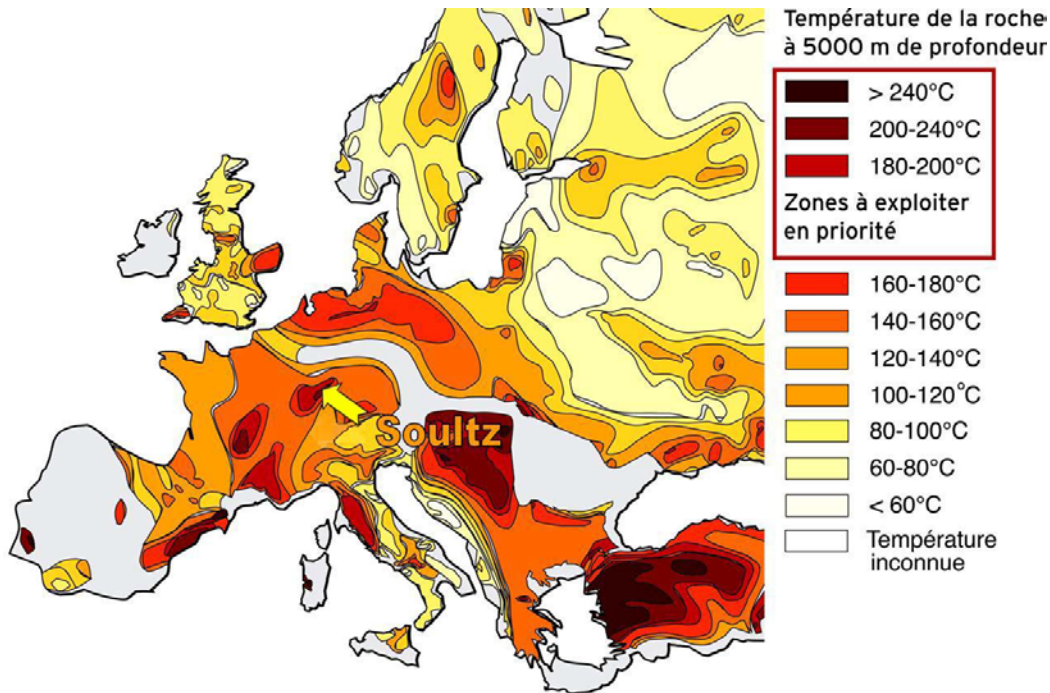 Température de la roche
à 5000 m de profondeur
> 240°C
200-240°C
180-200°C
Zones à exploiter
en priorité
160-180°C
140-160°C
120-140°C
100-120°C
80-100°C
60-80°C
< 60°C
Température
inconnue
Soultz